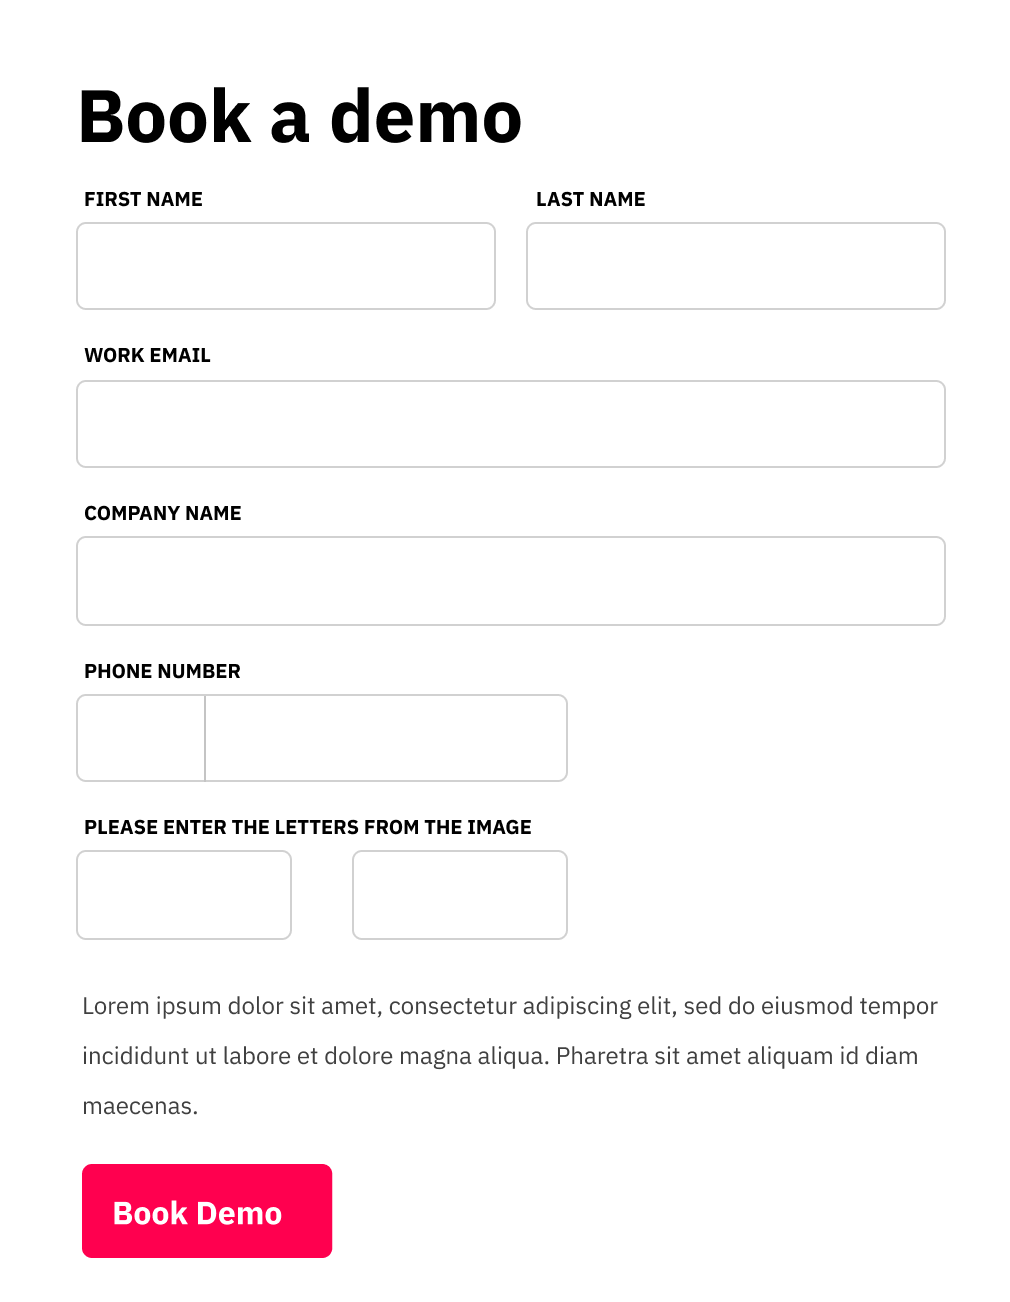 Book a demo
FIRST NAME
LAST NAME
WORK EMAIL
COMPANY NAME
PHONE NUMBER
PLEASE ENTER THE LETTERS FROM THE IMAGE
Lorem ipsum dolor sit amet, consectetur adipiscing elit, sed do eiusmod tempor
incididunt ut labore et dolore magna aliqua. Pharetra sit amet aliquam id diam
maecenas.
Book Demo